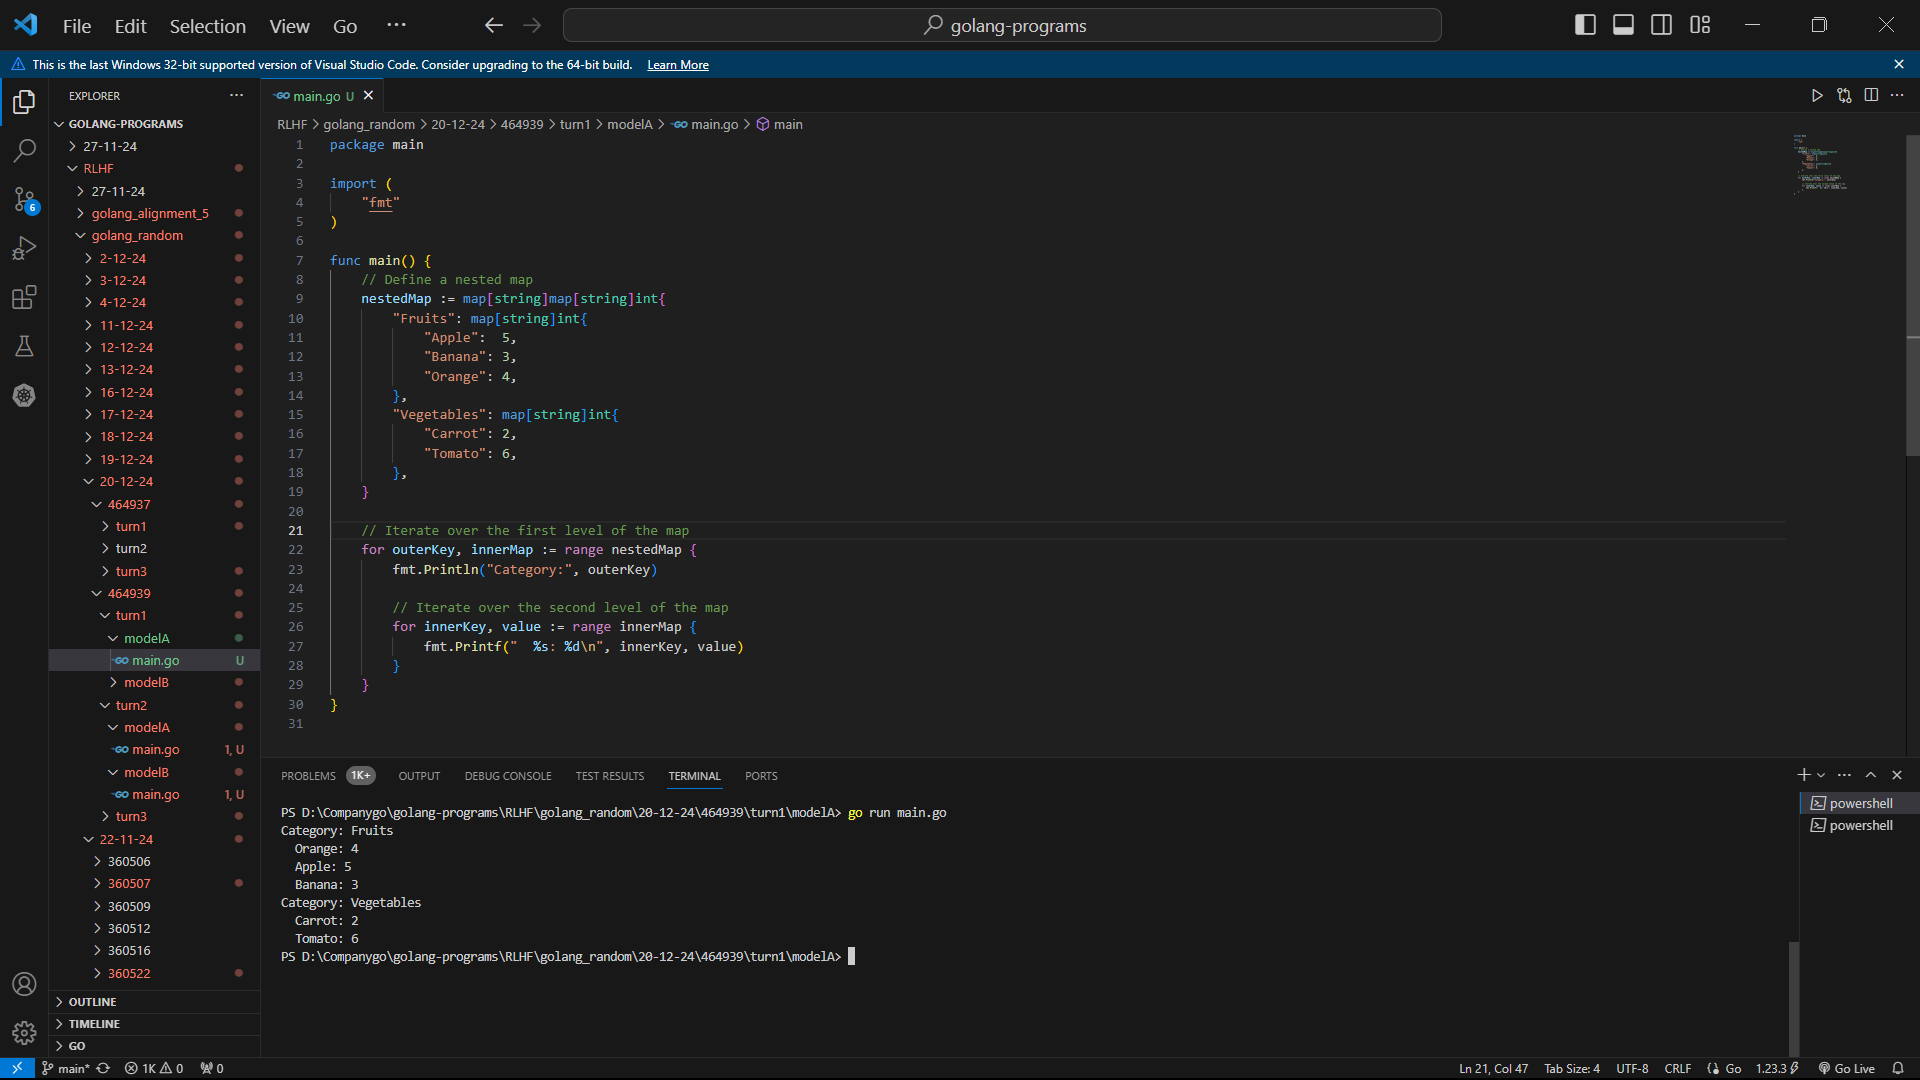 File Edit Selection View Go ··· golang-programs
This is the last Windows 32-bit supported version of Visual Studio Code. Consider upgrading to the 64-bit build. Learn More
EXPLORER ···
GOLANG-PROGRAMS
27-11-24
RLHF
27-11-24
golang_alignment_5
golang_random
2-12-24
3-12-24
4-12-24
11-12-24
12-12-24
13-12-24
16-12-24
17-12-24
18-12-24
19-12-24
20-12-24
464937
turn1
turn2
turn3
464939
turn1
modelA
GO main.go U
modelB
turn2
modelA
GO main.go 1, U
modelB
GO main.go 1, U
turn3
22-11-24
360506
360507
360509
360512
360516
360522
OUTLINE
TIMELINE
GO
6
GO main.go U
RLHF > golang_random > 20-12-24 > 464939 > turn1 > modelA > GO main.go > main
1 package main
2
3 import (
4 "fmt"
5 )
6
7 func main() {
8 // Define a nested map
9 nestedMap := map[string]map[string]int{
10 "Fruits": map[string]int{
11 "Apple": 5,
12 "Banana": 3,
13 "Orange": 4,
14 },
15 "Vegetables": map[string]int{
16 "Carrot": 2,
17 "Tomato": 6,
18 },
19 }
20
21 // Iterate over the first level of the map
22 for outerKey, innerMap := range nestedMap {
23 fmt.Println("Category:", outerKey)
24
25 // Iterate over the second level of the map
26 for innerKey, value := range innerMap {
27 fmt.Printf("  %s: %d\n", innerKey, value)
28 }
29 }
30 }
31
PROBLEMS 1K+ OUTPUT DEBUG CONSOLE TEST RESULTS TERMINAL PORTS
PS D:\Companygo\golang-programs\RLHF\golang_random\20-12-24\464939\turn1\modelA> go run main.go
Category: Fruits
Orange: 4
Apple: 5
Banana: 3
Category: Vegetables
Carrot: 2
Tomato: 6
PS D:\Companygo\golang-programs\RLHF\golang_random\20-12-24\464939\turn1\modelA>
powershell
powershell
main* 1K 0 0 Ln 21, Col 47 Tab Size: 4 UTF-8 CRLF Go 1.23.3 Go Live